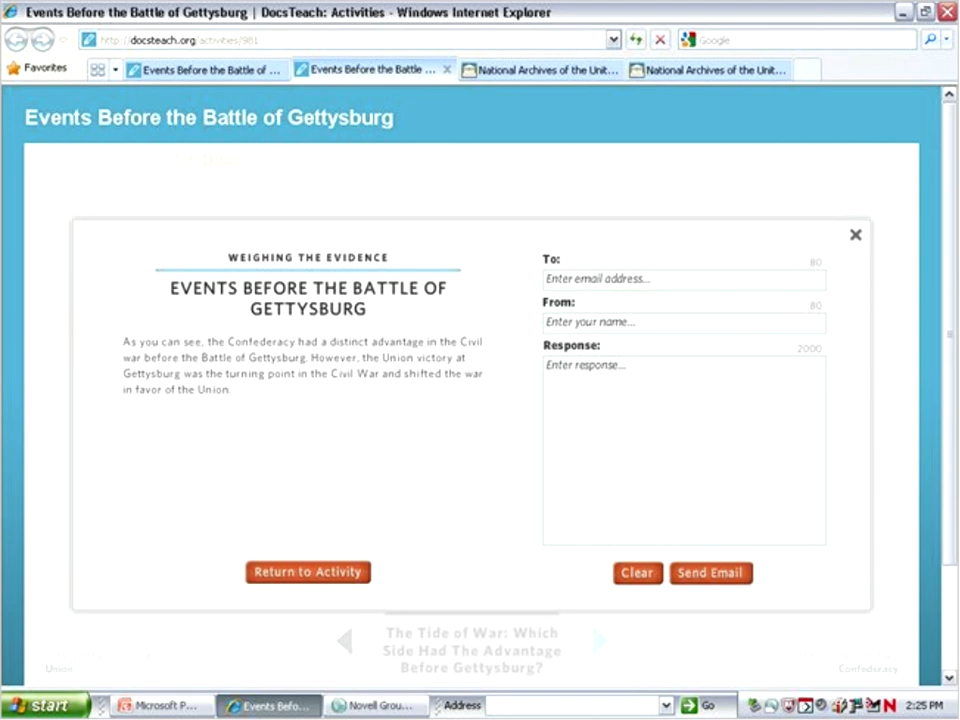 Events Before the Battle of Gettysburg | DocsTeach: Activities - Windows Internet Explorer
http://docsteach.org/activities/981
Google
Favorites
Events Before the Battle of ...
Events Before the Battle ...
National Archives of the Unit...
National Archives of the Unit...
Events Before the Battle of Gettysburg
WEIGHING THE EVIDENCE
EVENTS BEFORE THE BATTLE OF
GETTYSBURG
As you can see, the Confederacy had a distinct advantage in the Civil
war before the Battle of Gettysburg. However, the Union victory at
Gettysburg was the turning point in the Civil War and shifted the war
in favor of the Union.
Return to Activity
To:
80
Enter email address...
From:
80
Enter your name...
Response:
2000
Enter response...
Clear
Send Email
The Tide of War: Which
Side Had The Advantage
Before Gettysburg?
Union
Confederacy
start
Microsoft P...
Events Befo...
Novell Grou...
Address
Go
2:25 PM